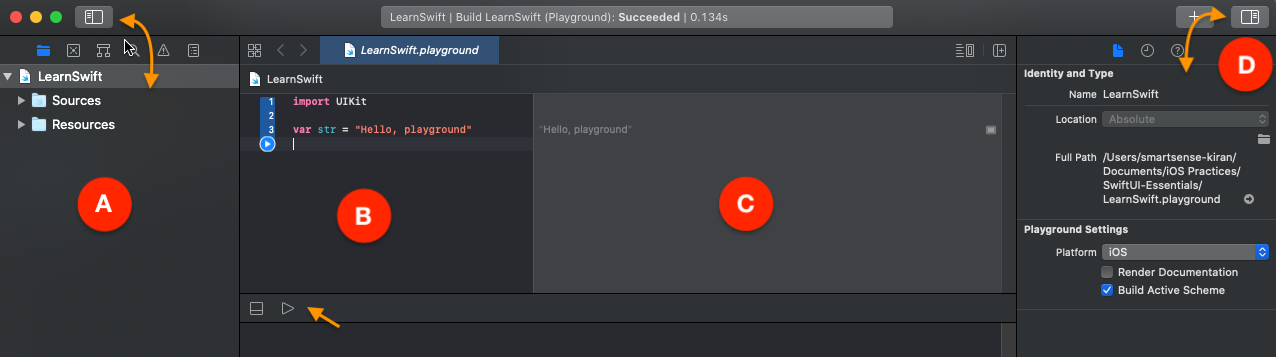 LearnSwift | Build LearnSwift (Playground): Succeeded | 0.134s
LearnSwift.playground
LearnSwift
Sources
Resources
A
LearnSwift
1 import UIKit
2
3 var str = "Hello, playground"
"Hello, playground"
B
C
D
Identity and Type
Name LearnSwift
Location Absolute
Full Path /Users/smartsense-kiran/
Documents/iOS Practices/
SwiftUI-Essentials/
LearnSwift.playground
Playground Settings
Platform iOS
Render Documentation
Build Active Scheme